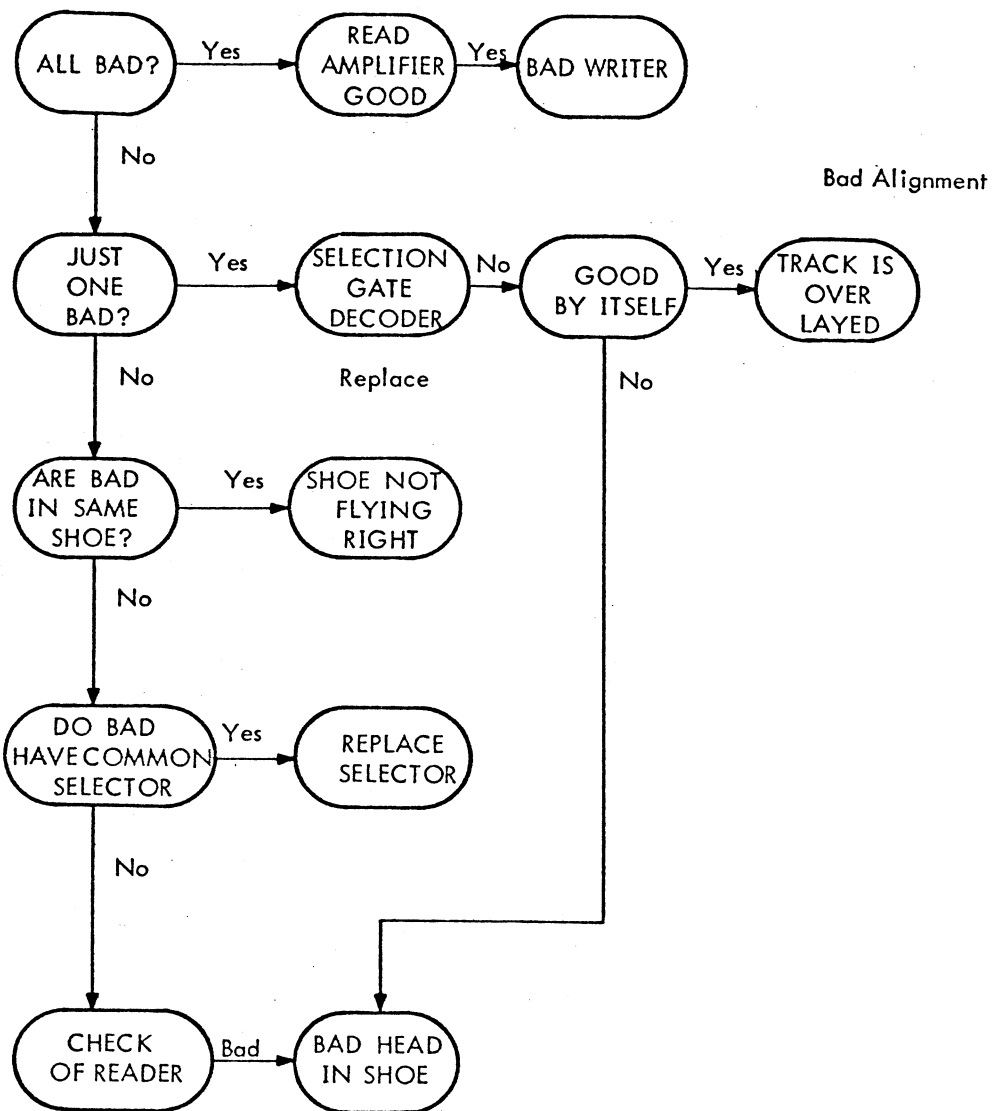 ALL BAD?
Yes
READ
AMPLIFIER
GOOD
Yes
BAD WRITER
No
Bad Alignment
JUST
ONE
BAD?
Yes
SELECTION
GATE
DECODER
No
GOOD
BY ITSELF
Yes
TRACK IS
OVER
LAYED
No
Replace
No
ARE BAD
IN SAME
SHOE?
Yes
SHOE NOT
FLYING
RIGHT
No
DO BAD
HAVE COMMON
SELECTOR
Yes
REPLACE
SELECTOR
No
CHECK
OF READER
Bad
BAD HEAD
IN SHOE